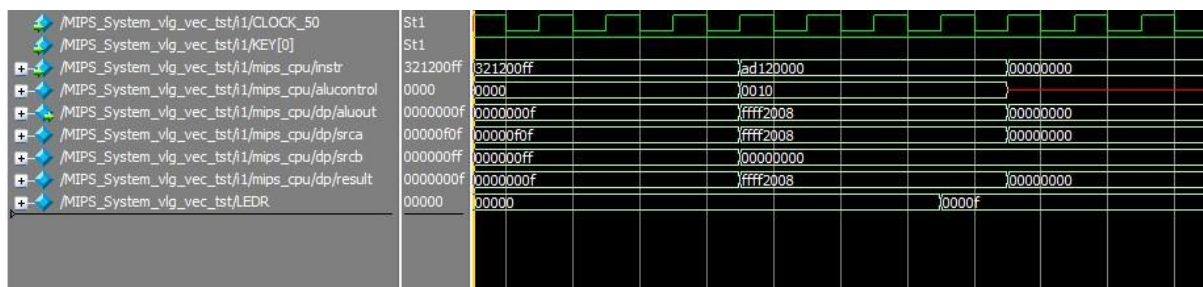 /MIPS_System_vlg_vec_tst/i1/CLOCK_50 St1
/MIPS_System_vlg_vec_tst/i1/KEY[0] St1
/MIPS_System_vlg_vec_tst/i1/mips_cpu/instr 321200ff 321200ff ad120000 00000000
/MIPS_System_vlg_vec_tst/i1/mips_cpu/alucontrol 0000 0000 0010
/MIPS_System_vlg_vec_tst/i1/mips_cpu/dp/aluout 0000000f 0000000f ffff2008 00000000
/MIPS_System_vlg_vec_tst/i1/mips_cpu/dp/srca 00000f0f 00000f0f ffff2008 00000000
/MIPS_System_vlg_vec_tst/i1/mips_cpu/dp/srcb 000000ff 000000ff 00000000
/MIPS_System_vlg_vec_tst/i1/mips_cpu/dp/result 0000000f 0000000f ffff2008 00000000
/MIPS_System_vlg_vec_tst/LEDR 00000 00000 0000f